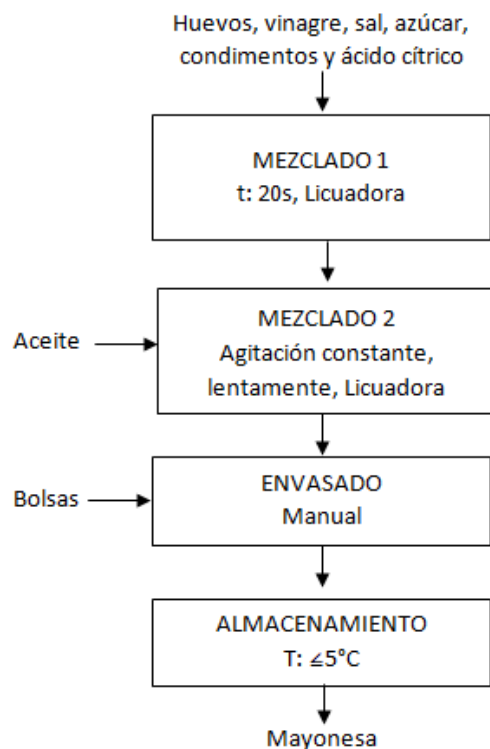 Huevos, vinagre, sal, azúcar,
condimentos y ácido cítrico
MEZCLADO 1
t: 20s, Licuadora
Aceite
MEZCLADO 2
Agitación constante,
lentamente, Licuadora
Bolsas
ENVASADO
Manual
ALMACENAMIENTO
T: ≤5°C
Mayonesa